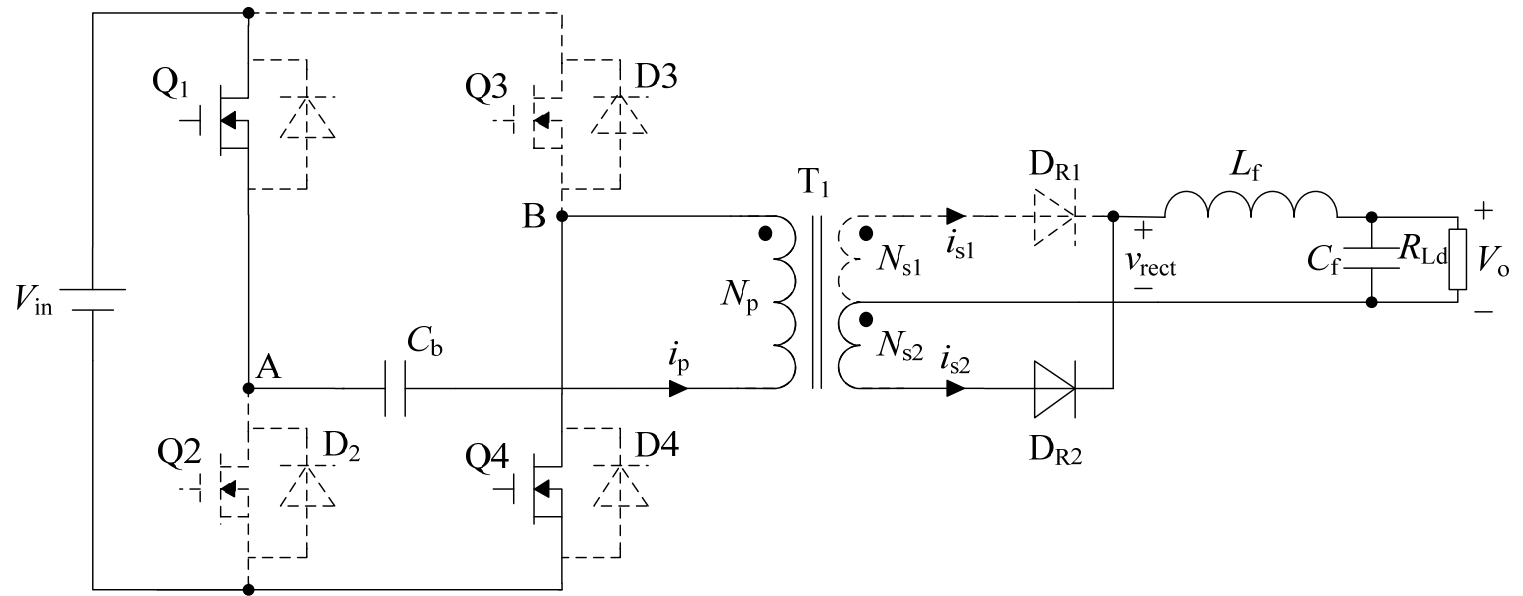 Q1
Q3
D3
T1
DR1
Lf
B
+
is1
Ns1
+
vrect
−
Cf
RLd
Vo
−
Vin
Np
Cb
A
ip
Ns2
is2
DR2
Q2
D2
Q4
D4